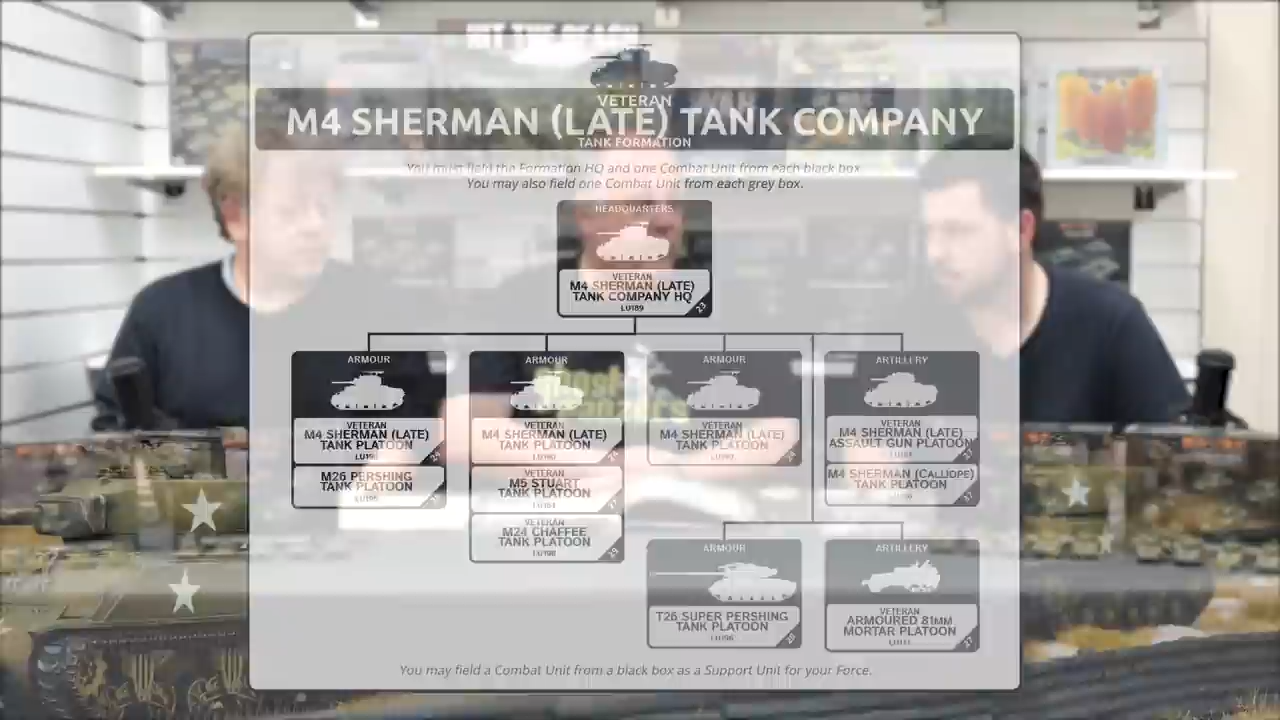 HIT THE BEACH
VETERAN
M4 SHERMAN (LATE) TANK COMPANY
TANK FORMATION
You must field the Formation HQ and one Combat Unit from each black box
You may also field one Combat Unit from each grey box.
HEADQUARTERS
VETERAN
M4 SHERMAN (LATE)
TANK COMPANY HQ
LU189
23
ARMOUR
VETERAN
M4 SHERMAN (LATE)
TANK PLATOON
M26 PERSHING
TANK PLATOON
ARMOUR
VETERAN
M4 SHERMAN (LATE)
TANK PLATOON
VETERAN
M5 STUART
TANK PLATOON
VETERAN
M24 CHAFFEE
TANK PLATOON
29
ARMOUR
VETERAN
M4 SHERMAN (LATE)
TANK PLATOON
ARTILLERY
VETERAN
M4 SHERMAN (LATE)
ASSAULT GUN PLATOON
M4 SHERMAN (CALLIOPE)
TANK PLATOON
ARMOUR
T26 SUPER PERSHING
TANK PLATOON
ARTILLERY
VETERAN
ARMOURED 81MM
MORTAR PLATOON
27
You may field a Combat Unit from a black box as a Support Unit for your Force.